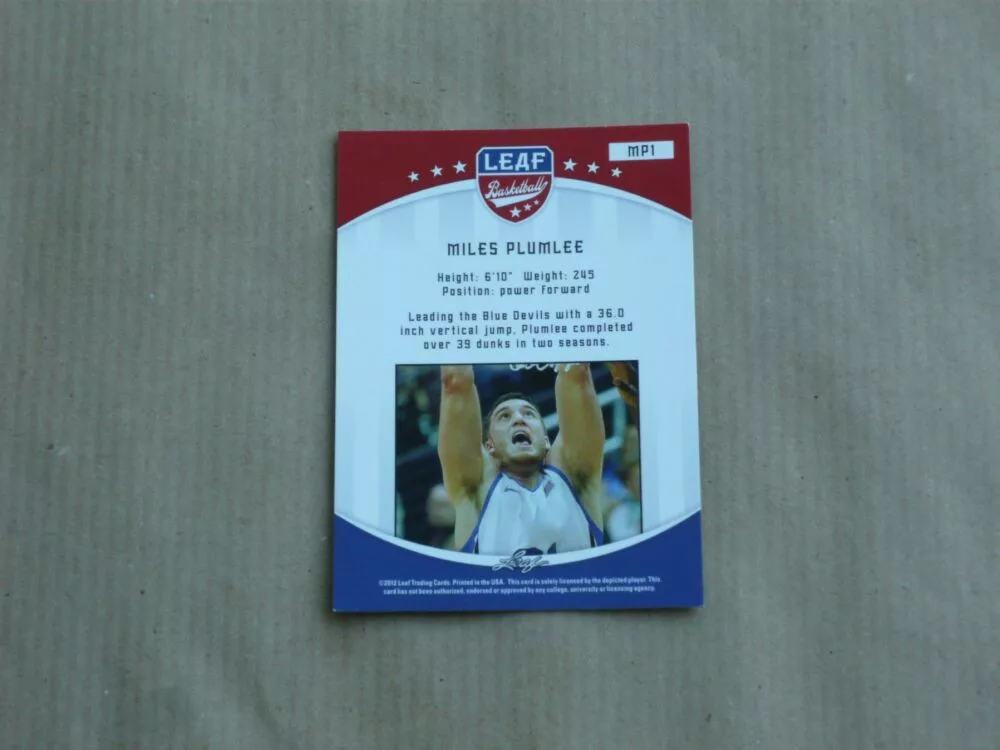 MP1
LEAF
Basketball
MILES PLUMLEE
Height: 6'10" Weight: 245
Position: power forward
Leading the Blue Devils with a 36.0
inch vertical jump, Plumlee completed
over 39 dunks in two seasons.
Leaf
©2012 Leaf Trading Cards. Printed in the USA. This card is solely licensed by the depicted player. This
card has not been authorized, endorsed or approved by any college, university or licensing agency.